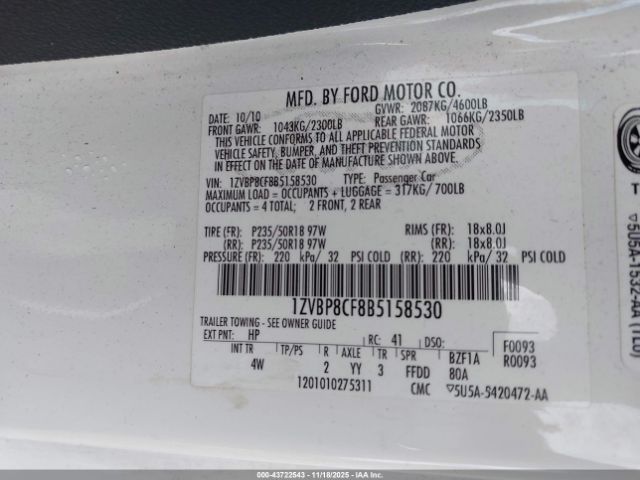 MFD. BY FORD MOTOR CO.
DATE: 10/10 GVWR: 2087KG/4600LB
FRONT GAWR: 1043KG/2300LB REAR GAWR: 1066KG/2350LB
THIS VEHICLE CONFORMS TO ALL APPLICABLE FEDERAL MOTOR
VEHICLE SAFETY, BUMPER, AND THEFT PREVENTION STANDARDS
IN EFFECT ON THE DATE OF MANUFACTURE SHOWN ABOVE.
VIN: 1ZVBP8CF8B5158530 TYPE: Passenger Car
MAXIMUM LOAD = OCCUPANTS + LUGGAGE = 317KG/700LB
OCCUPANTS = 4 TOTAL; 2 FRONT, 2 REAR
TIRE (FR): P235/50R18 97W RIMS (FR): 18x8.0J
(RR): P235/50R18 97W (RR): 18x8.0J
PRESSURE (FR): 220 kPa/ 32 PSI COLD (RR): 220 kPa/ 32 PSI COLD
1ZVBP8CF8B5158530
TRAILER TOWING - SEE OWNER GUIDE
EXT PNT: HP RC: 41 DSO: F0093
INT TR TP/PS R AXLE TR SPR BZF1A R0093
4W 2 YY 3 FFDD 80A
1201010275311 CMC 5U5A-5420472-AA
5U5A-1532-AA (TLU)
000-43722543 - 11/18/2025 - IAAI.COM